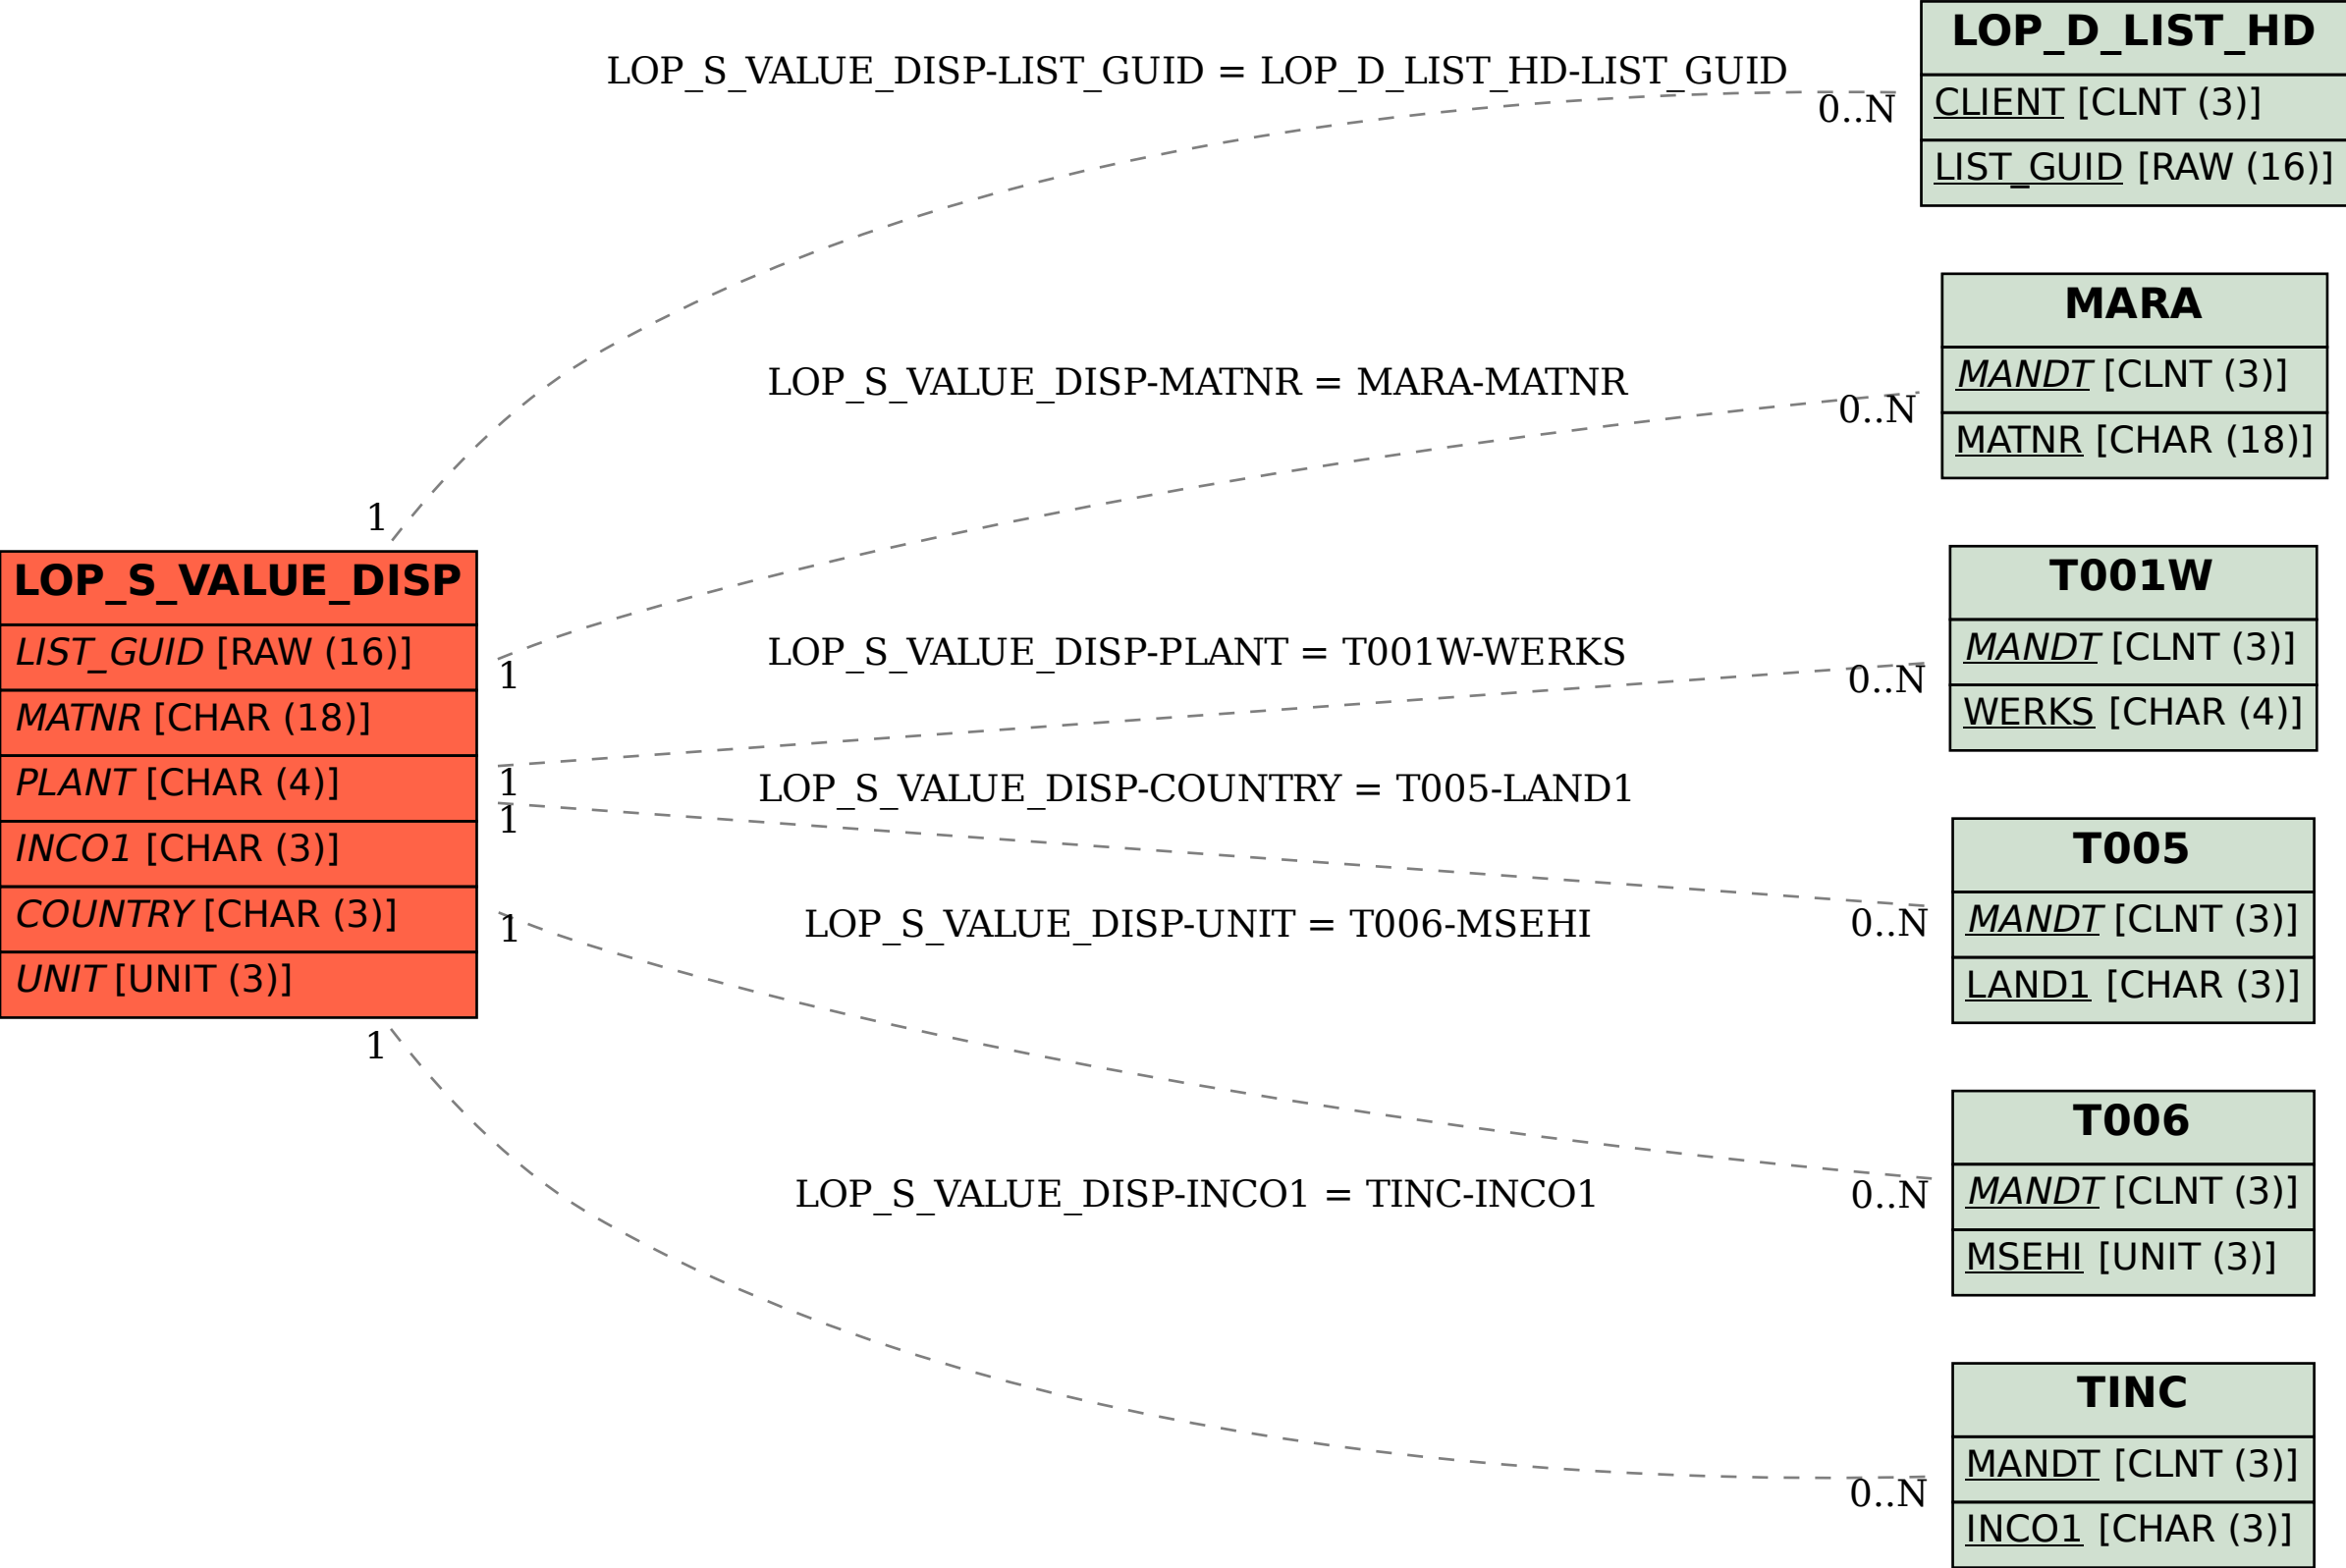 LOP_D_LIST_HD
CLIENT [CLNT (3)]
LIST_GUID [RAW (16)]
LOP_S_VALUE_DISP-LIST_GUID = LOP_D_LIST_HD-LIST_GUID
0..N
1
MARA
MANDT [CLNT (3)]
MATNR [CHAR (18)]
LOP_S_VALUE_DISP-MATNR = MARA-MATNR
0..N
1
LOP_S_VALUE_DISP
LIST_GUID [RAW (16)]
MATNR [CHAR (18)]
PLANT [CHAR (4)]
INCO1 [CHAR (3)]
COUNTRY [CHAR (3)]
UNIT [UNIT (3)]
T001W
MANDT [CLNT (3)]
WERKS [CHAR (4)]
LOP_S_VALUE_DISP-PLANT = T001W-WERKS
0..N
1
LOP_S_VALUE_DISP-COUNTRY = T005-LAND1
1
0..N
T005
MANDT [CLNT (3)]
LAND1 [CHAR (3)]
LOP_S_VALUE_DISP-UNIT = T006-MSEHI
1
0..N
T006
MANDT [CLNT (3)]
MSEHI [UNIT (3)]
LOP_S_VALUE_DISP-INCO1 = TINC-INCO1
1
0..N
TINC
MANDT [CLNT (3)]
INCO1 [CHAR (3)]